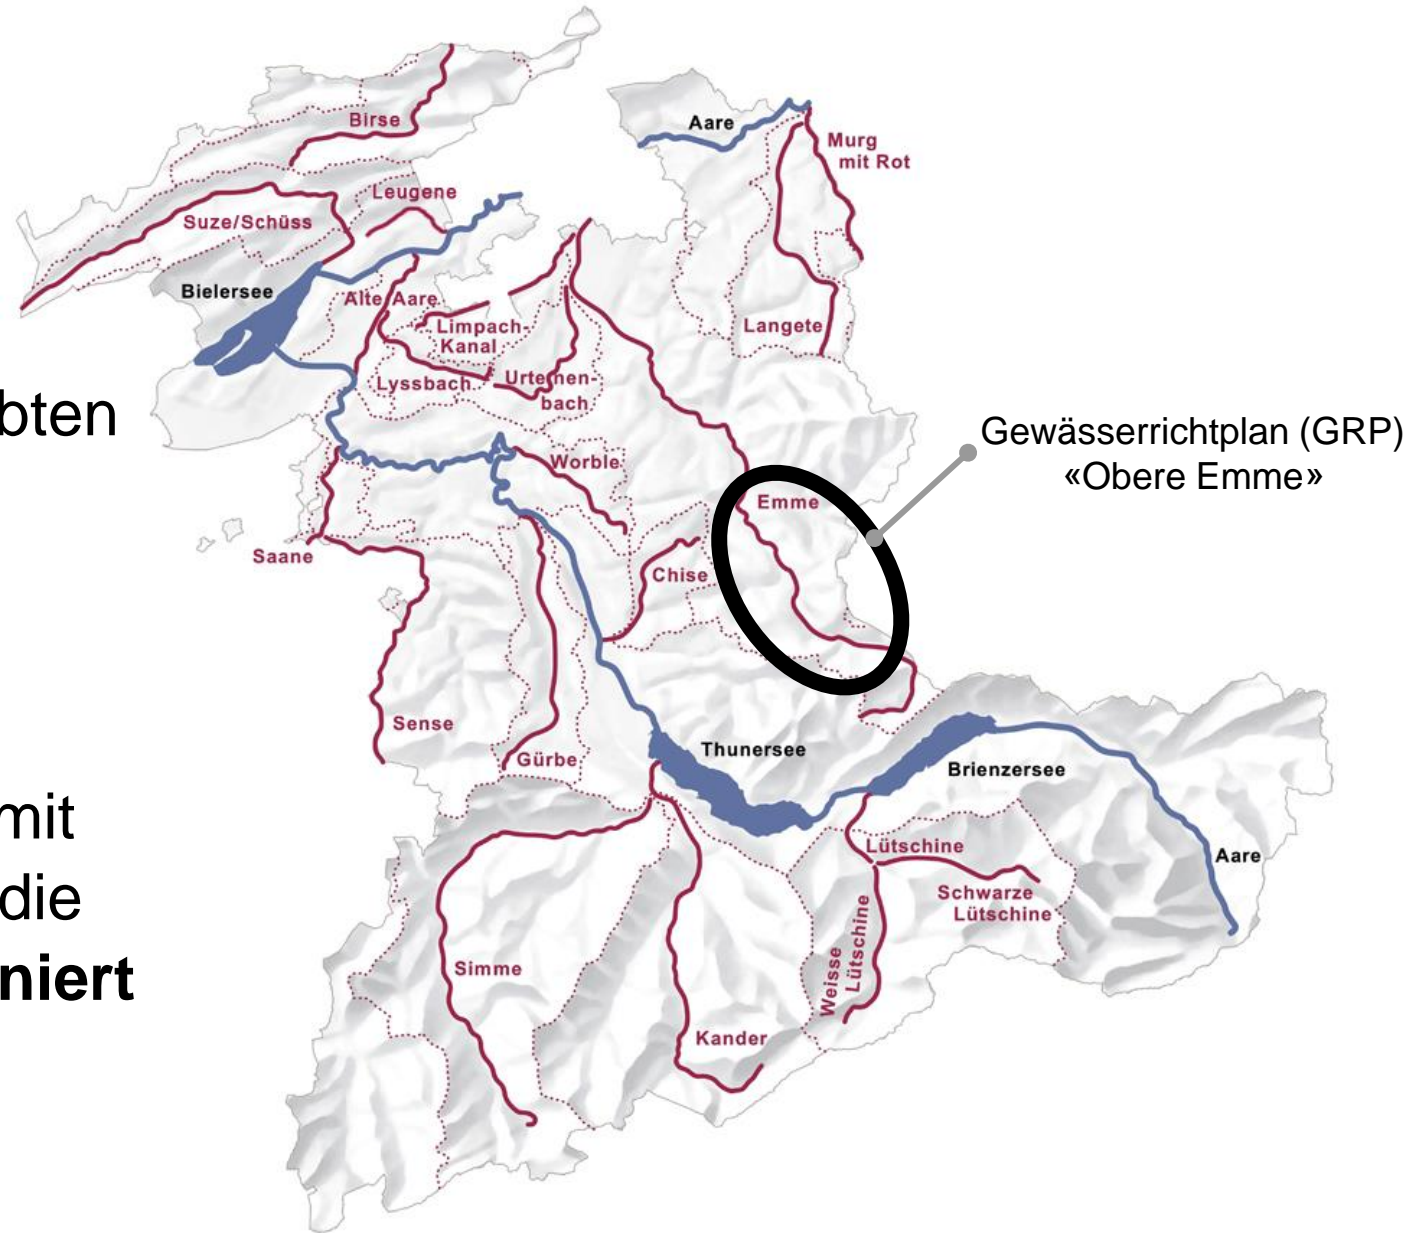 Birse
Aare
Murg
mit Rot
Leugene
Suze/Schüss
Bielersee
Alte Aare
Limpach-
Kanal
Langete
Lyssbach
Urtenen-
bach
bten
Gewässerrichtplan (GRP)
«Obere Emme»
Worble
Emme
Saane
Chise
Sense
Gürbe
Thunersee
Brienzersee
mit
die
niert
Lütschine
Aare
Schwarze
Lütschine
Weisse
Lütschine
Simme
Kander